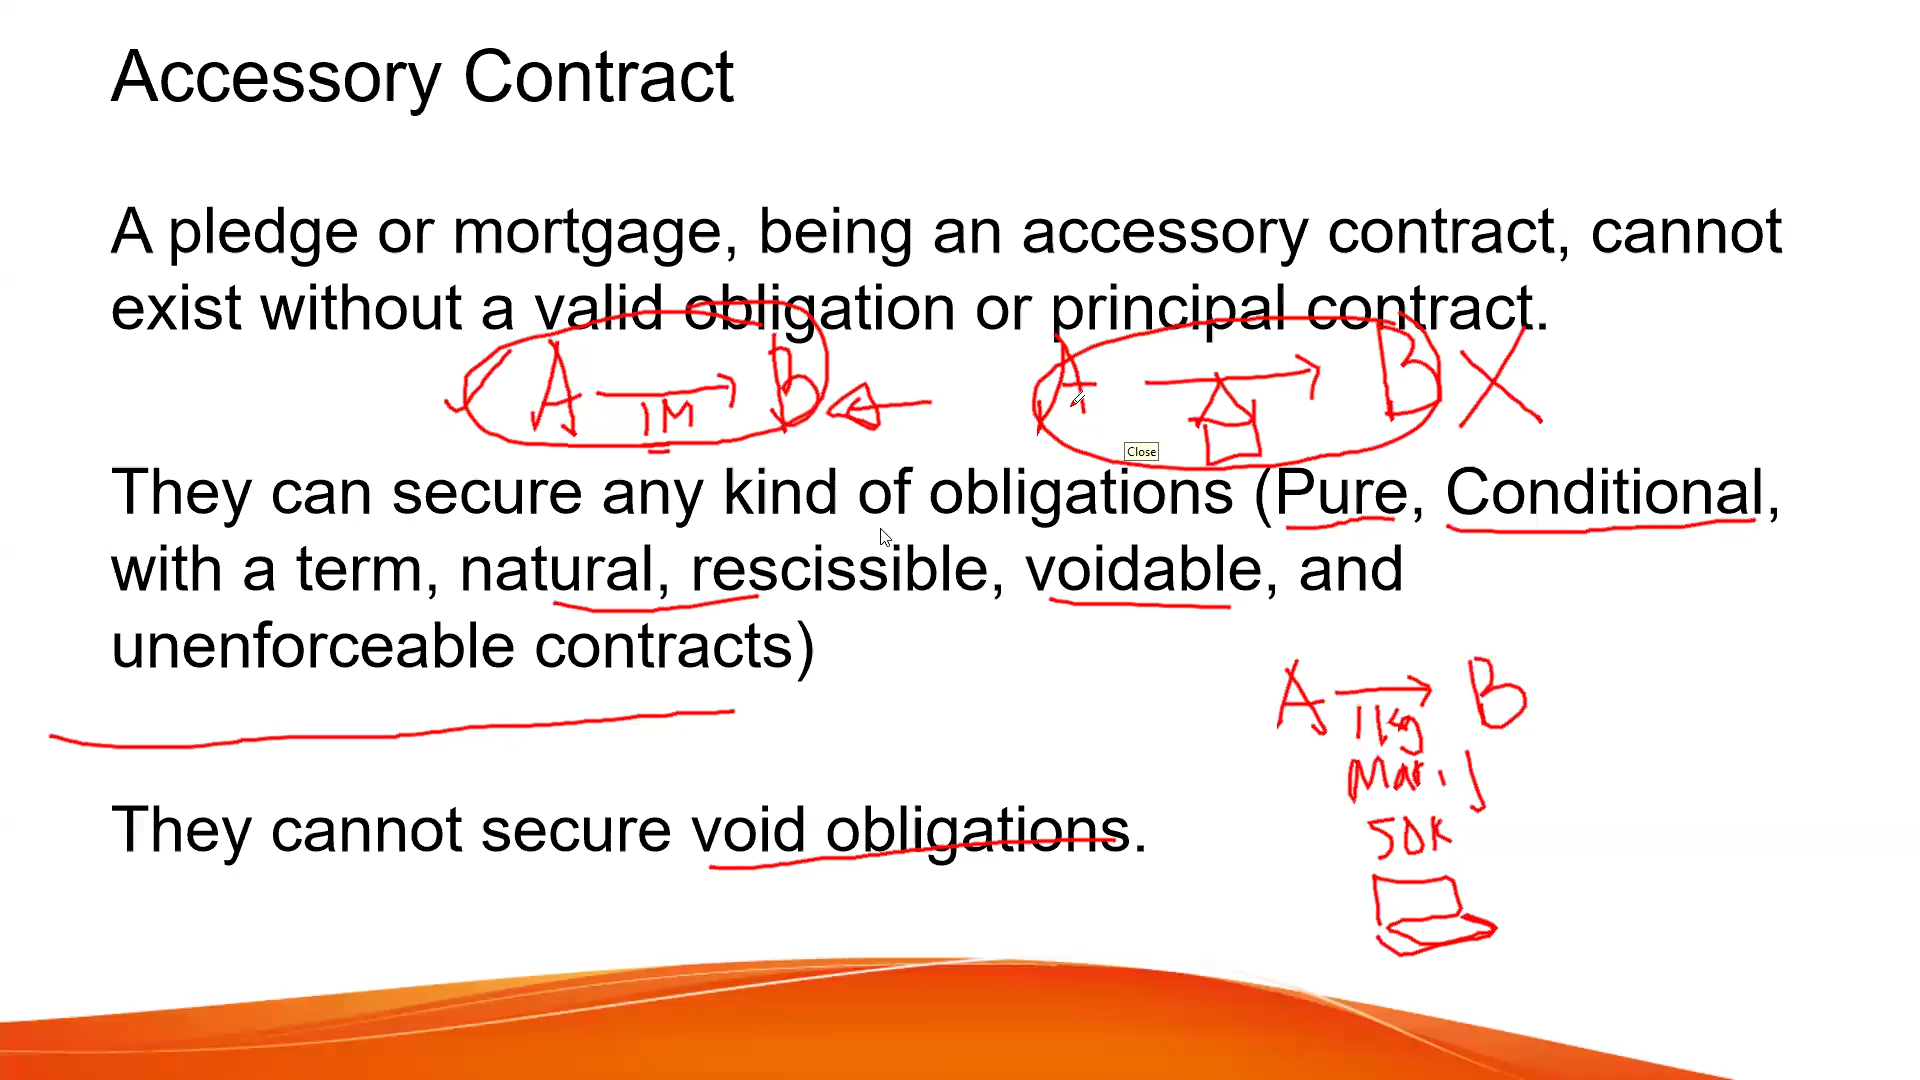 Accessory Contract
A pledge or mortgage, being an accessory contract, cannot
exist without a valid obligation or principal contract.
A B A B
1M
Close
They can secure any kind of obligations (Pure, Conditional,
with a term, natural, rescissible, voidable, and
unenforceable contracts)
A B
1kg
Marij
50K
They cannot secure void obligations.